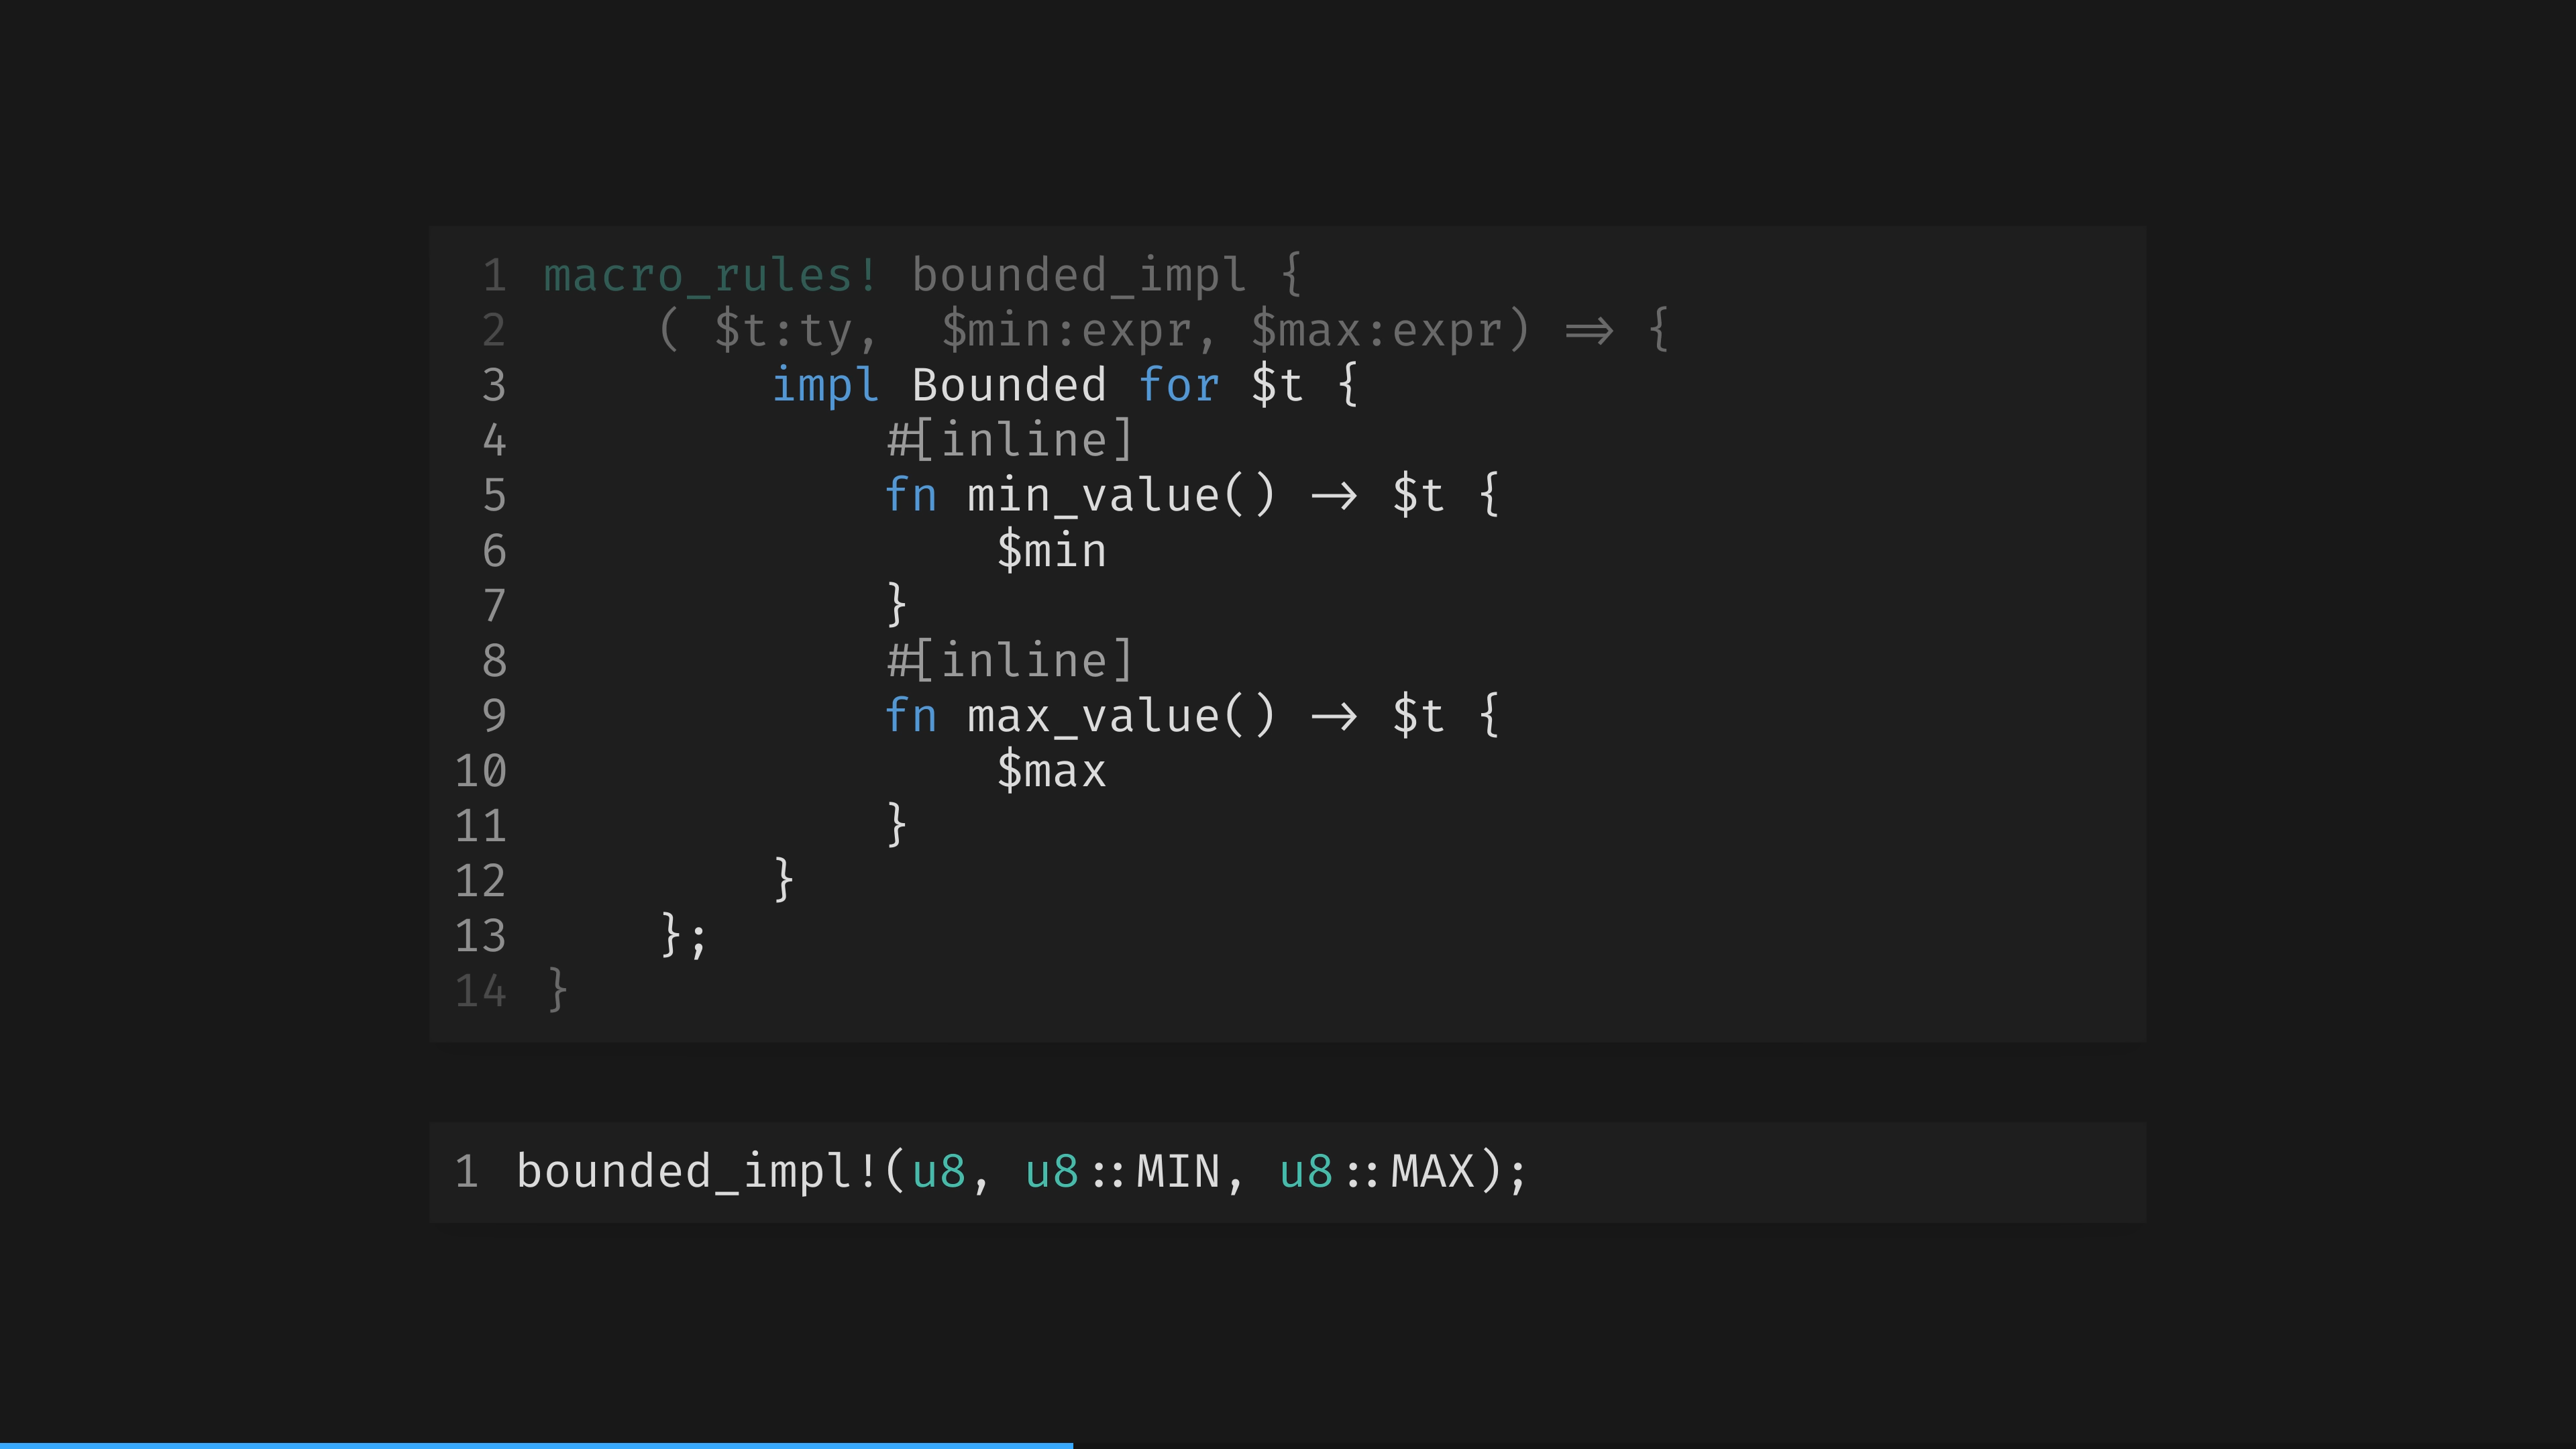 1 macro_rules! bounded_impl {
2     ( $t:ty,  $min:expr, $max:expr) => {
3         impl Bounded for $t {
4             #[inline]
5             fn min_value() -> $t {
6                 $min
7             }
8             #[inline]
9             fn max_value() -> $t {
10                 $max
11             }
12         }
13     };
14 }
1 bounded_impl!(u8, u8::MIN, u8::MAX);